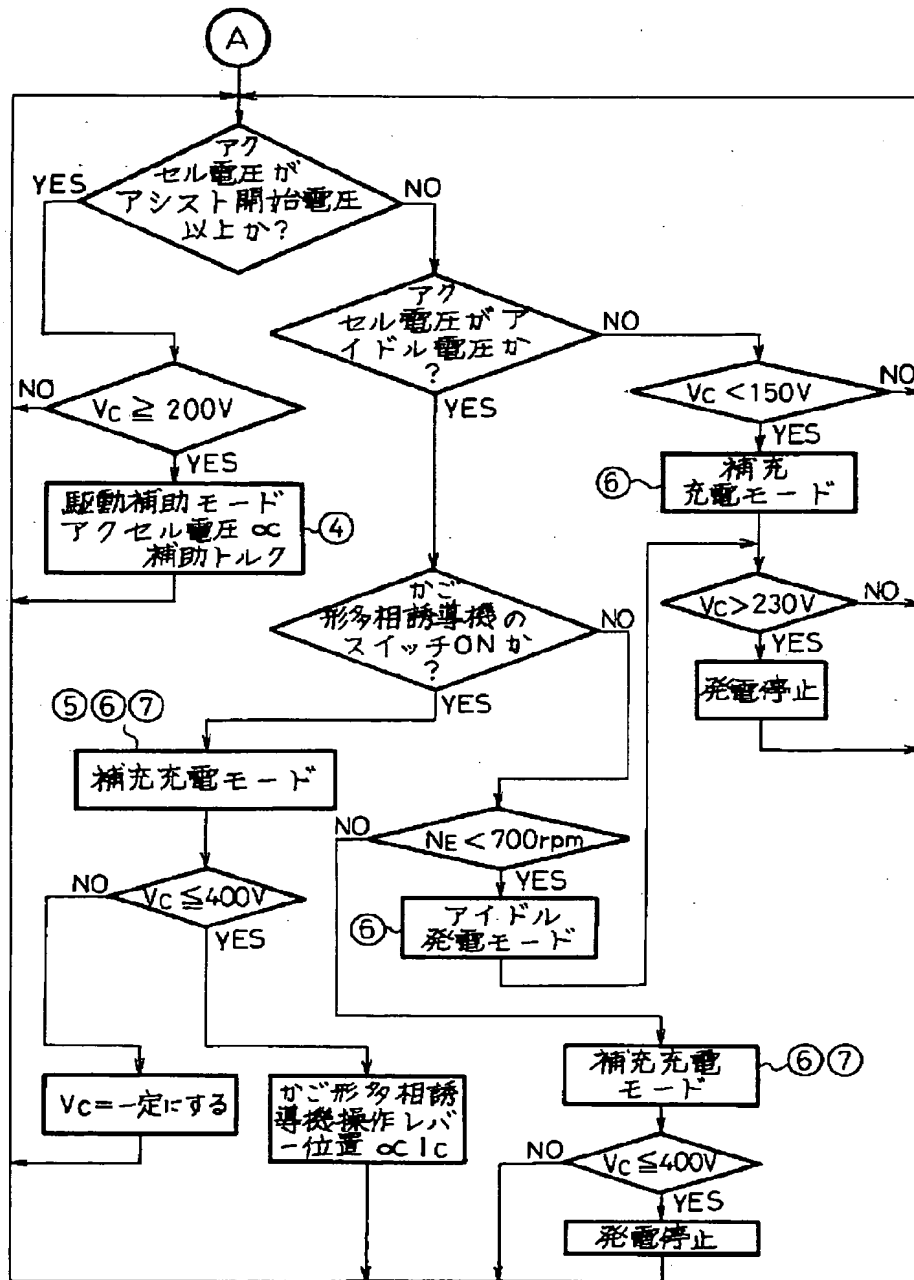 A
アク
セル電圧が
アシスト開始電圧
以上か?
YES
NO
アク
セル電圧がア
イドル電圧か
?
NO
YES
VC≧200V
NO
YES
駆動補助モード
アクセル電圧∝
補助トルク
④
VC<150V
NO
YES
補充
充電モード
⑥
VC>230V
NO
YES
発電停止
かご
形多相誘導機の
スイッチONか
?
NO
YES
⑤⑥⑦
補充充電モード
NO
NE<700rpm
YES
アイドル
発電モード
⑥
NO
VC≦400V
YES
VC=一定にする
かご形多相誘
導機操作レバ
ー位置∝Ic
補充充電
モード
⑥⑦
NO
VC≦400V
YES
発電停止